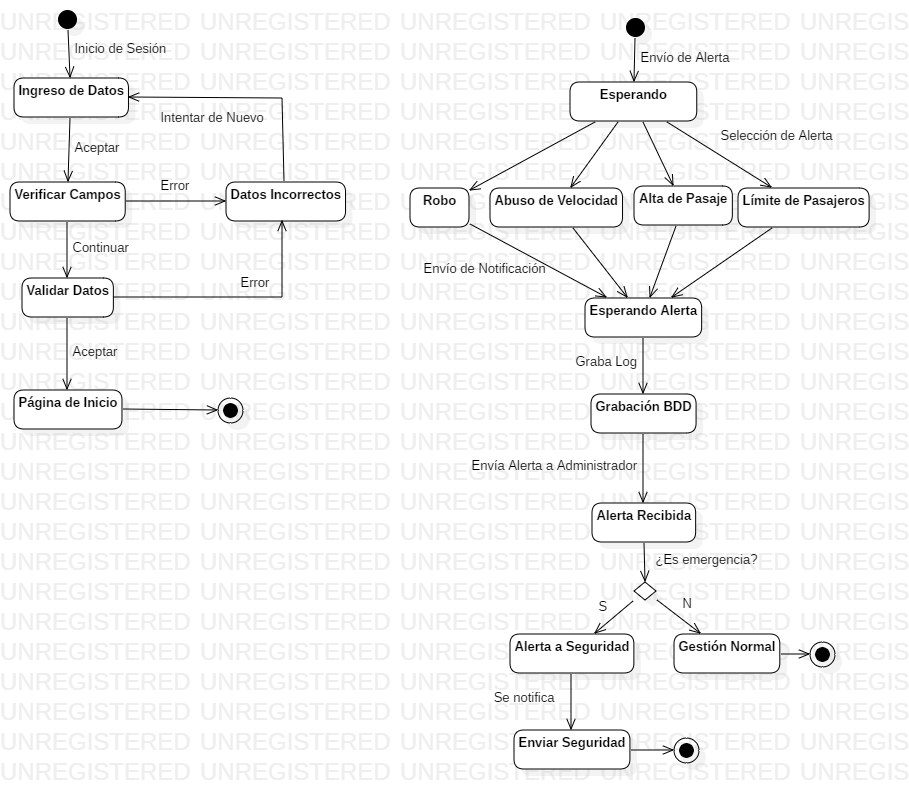 Inicio de Sesión
Ingreso de Datos
Intentar de Nuevo
Aceptar
Verificar Campos
Error
Datos Incorrectos
Continuar
Validar Datos
Error
Aceptar
Página de Inicio
Envío de Alerta
Esperando
Selección de Alerta
Robo
Abuso de Velocidad
Alta de Pasaje
Límite de Pasajeros
Envío de Notificación
Esperando Alerta
Graba Log
Grabación BDD
Envía Alerta a Administrador
Alerta Recibida
¿Es emergencia?
S
N
Alerta a Seguridad
Gestión Normal
Se notifica
Enviar Seguridad
UNREGISTERED UNREGISTERED UNREGISTERED UNREGISTERED UNREGIS